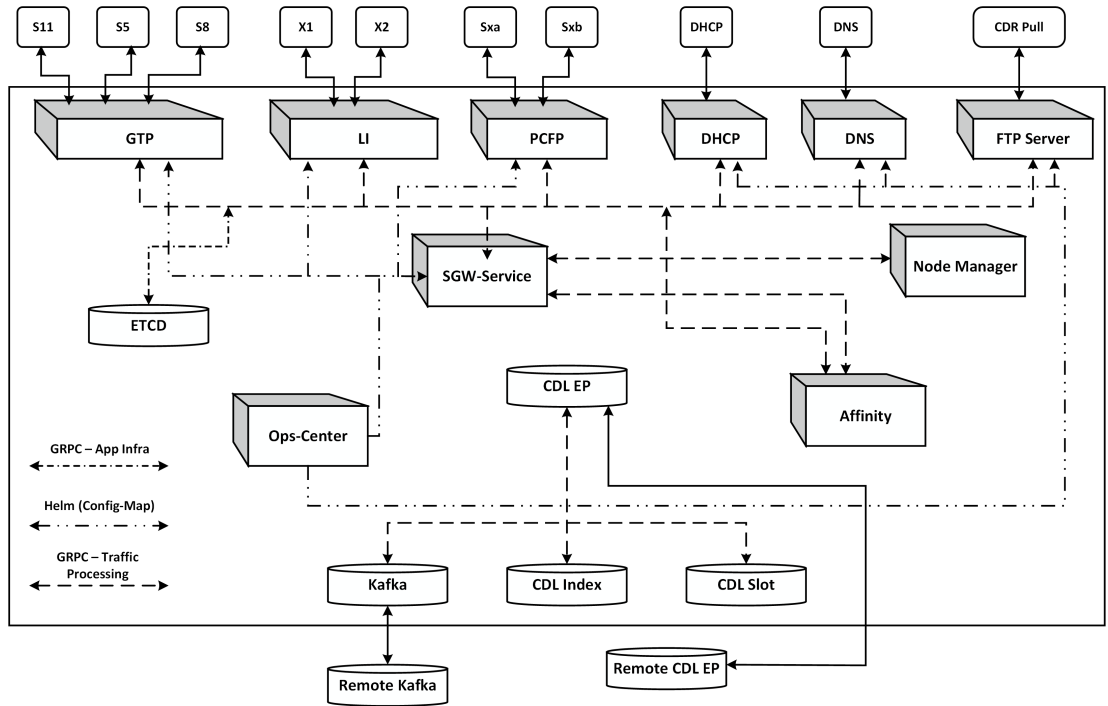 S11
S5
S8
X1
X2
Sxa
Sxb
DHCP
DNS
CDR Pull
GTP
LI
PCFP
DHCP
DNS
FTP Server
SGW-Service
Node Manager
ETCD
CDL EP
Affinity
Ops-Center
GRPC – App Infra
Helm (Config-Map)
GRPC – Traffic
Processing
Kafka
CDL Index
CDL Slot
Remote Kafka
Remote CDL EP